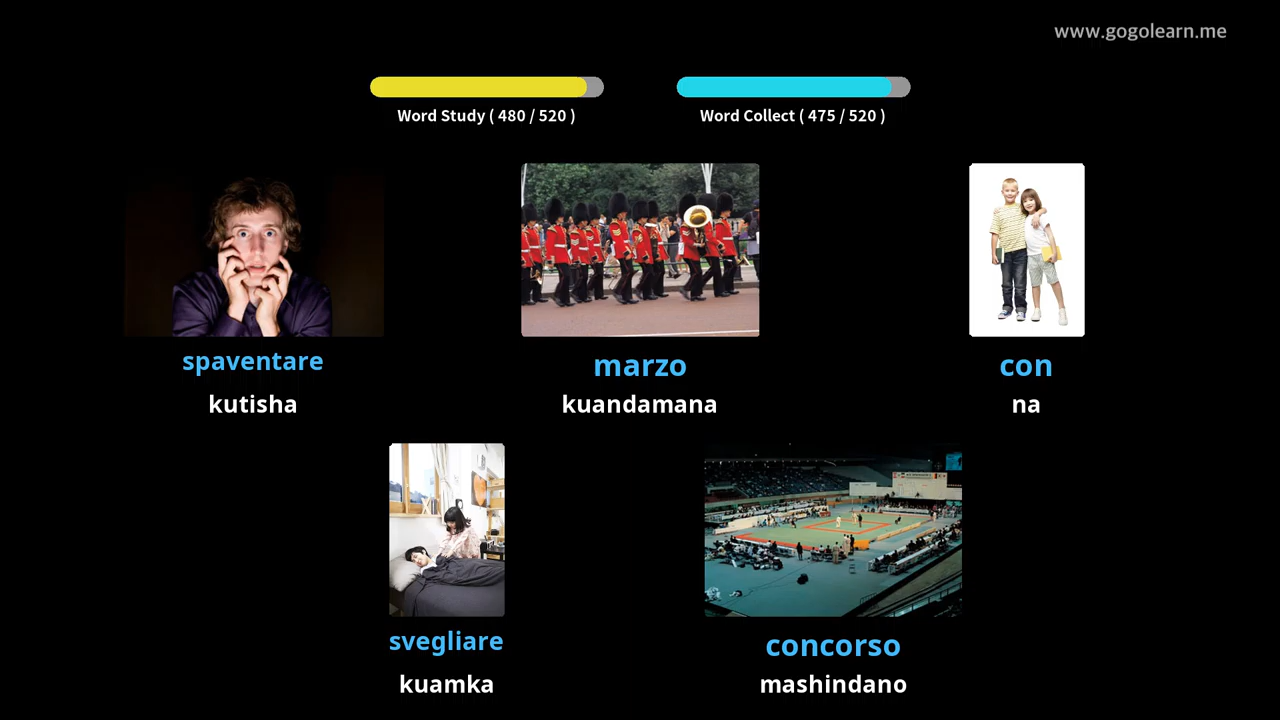 www.gogolearn.me
Word Study ( 480 / 520 )
Word Collect ( 475 / 520 )
spaventare
marzo
con
kutisha
kuandamana
na
svegliare
concorso
kuamka
mashindano